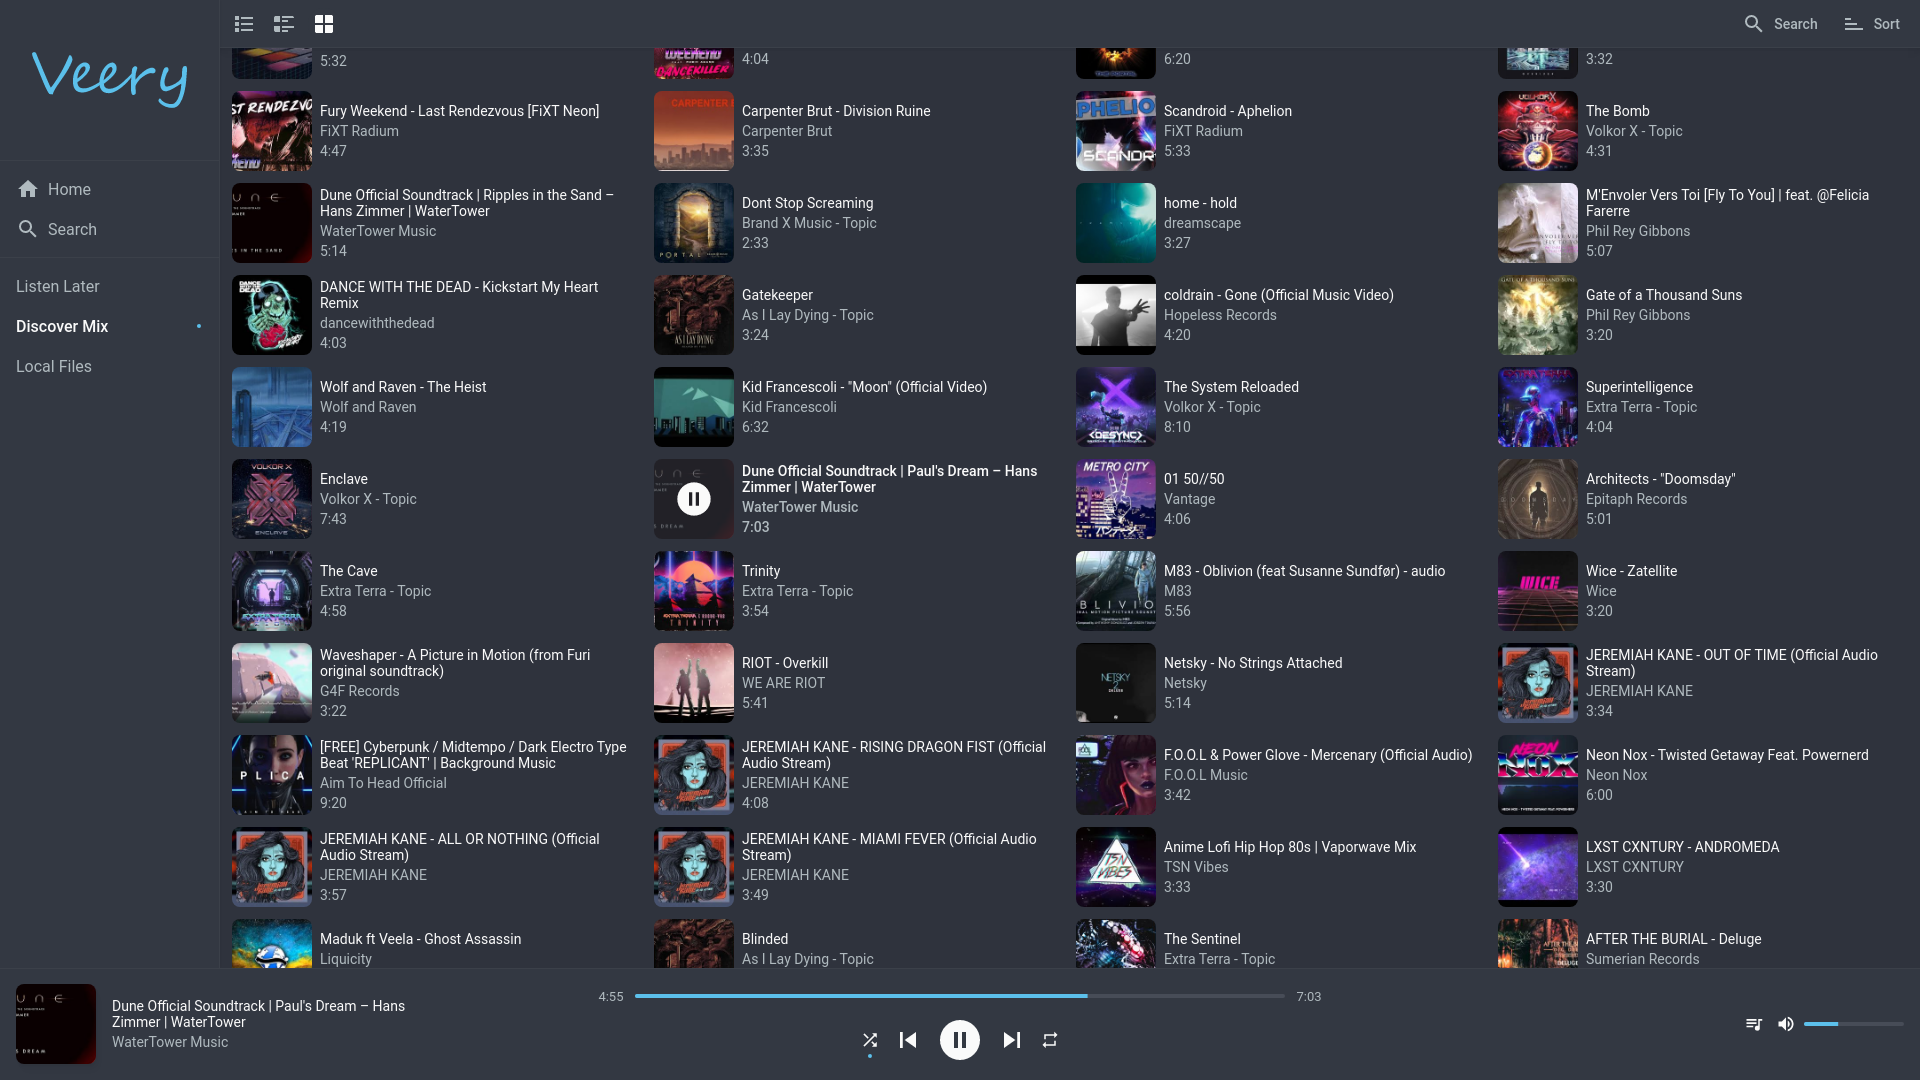 Veery
Search
Sort
Home
Search
Listen Later
Discover Mix
Local Files
5:32
4:04
6:20
3:32
Fury Weekend - Last Rendezvous [FiXT Neon]
FiXT Radium
4:47
Carpenter Brut - Division Ruine
Carpenter Brut
3:35
Scandroid - Aphelion
FiXT Radium
5:33
The Bomb
Volkor X - Topic
4:31
Dune Official Soundtrack | Ripples in the Sand –
Hans Zimmer | WaterTower
WaterTower Music
5:14
Dont Stop Screaming
Brand X Music - Topic
2:33
home - hold
dreamscape
3:27
M'Envoler Vers Toi [Fly To You] | feat. @Felicia
Farerre
Phil Rey Gibbons
5:07
DANCE WITH THE DEAD - Kickstart My Heart
Remix
dancewiththedead
4:03
Gatekeeper
As I Lay Dying - Topic
3:24
coldrain - Gone (Official Music Video)
Hopeless Records
4:20
Gate of a Thousand Suns
Phil Rey Gibbons
3:20
Wolf and Raven - The Heist
Wolf and Raven
4:19
Kid Francescoli - "Moon" (Official Video)
Kid Francescoli
6:32
The System Reloaded
Volkor X - Topic
8:10
Superintelligence
Extra Terra - Topic
4:04
Enclave
Volkor X - Topic
7:43
Dune Official Soundtrack | Paul's Dream – Hans
Zimmer | WaterTower
WaterTower Music
7:03
01 50//50
Vantage
4:06
Architects - "Doomsday"
Epitaph Records
5:01
The Cave
Extra Terra - Topic
4:58
Trinity
Extra Terra - Topic
3:54
M83 - Oblivion (feat Susanne Sundfør) - audio
M83
5:56
Wice - Zatellite
Wice
3:20
Waveshaper - A Picture in Motion (from Furi
original soundtrack)
G4F Records
3:22
RIOT - Overkill
WE ARE RIOT
5:41
Netsky - No Strings Attached
Netsky
5:14
JEREMIAH KANE - OUT OF TIME (Official Audio
Stream)
JEREMIAH KANE
3:34
[FREE] Cyberpunk / Midtempo / Dark Electro Type
Beat 'REPLICANT' | Background Music
Aim To Head Official
9:20
JEREMIAH KANE - RISING DRAGON FIST (Official
Audio Stream)
JEREMIAH KANE
4:08
F.O.O.L & Power Glove - Mercenary (Official Audio)
F.O.O.L Music
3:42
Neon Nox - Twisted Getaway Feat. Powernerd
Neon Nox
6:00
JEREMIAH KANE - ALL OR NOTHING (Official
Audio Stream)
JEREMIAH KANE
3:57
JEREMIAH KANE - MIAMI FEVER (Official Audio
Stream)
JEREMIAH KANE
3:49
Anime Lofi Hip Hop 80s | Vaporwave Mix
TSN Vibes
3:33
LXST CXNTURY - ANDROMEDA
LXST CXNTURY
3:30
Maduk ft Veela - Ghost Assassin
Liquicity
Blinded
As I Lay Dying - Topic
The Sentinel
Extra Terra - Topic
AFTER THE BURIAL - Deluge
Sumerian Records
Dune Official Soundtrack | Paul's Dream – Hans
Zimmer | WaterTower
WaterTower Music
4:55
7:03